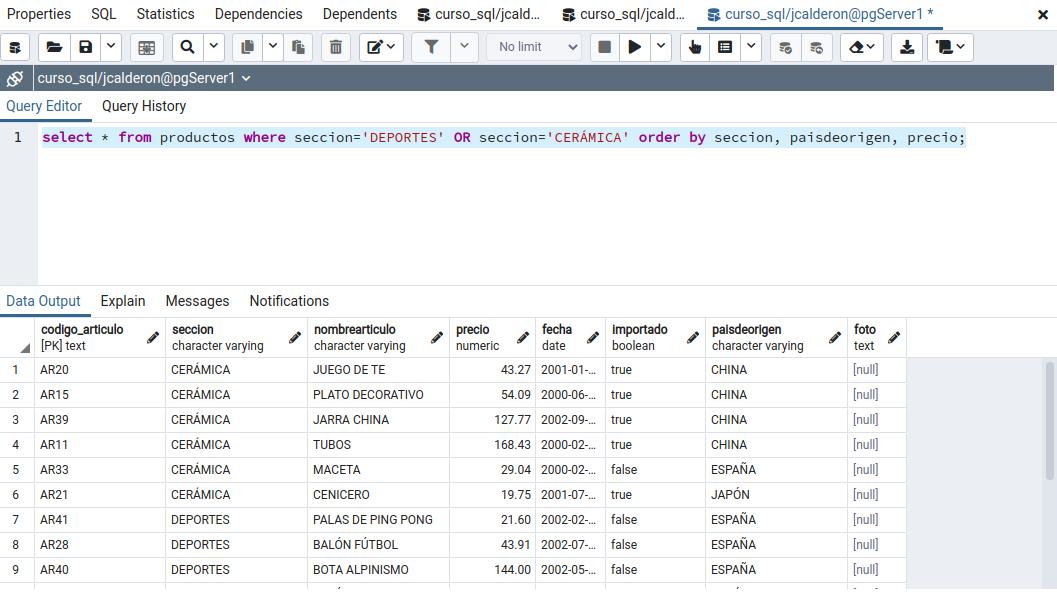 Properties SQL Statistics Dependencies Dependents curso_sql/jcald... curso_sql/jcald... curso_sql/jcalderon@pgServer1 *
No limit
curso_sql/jcalderon@pgServer1
Query Editor Query History
1 select * from productos where seccion='DEPORTES' OR seccion='CERÁMICA' order by seccion, paisdeorigen, precio;
Data Output Explain Messages Notifications
codigo_articulo seccion nombrearticulo precio fecha importado paisdeorigen foto
[PK] text character varying character varying numeric date boolean character varying text
1 AR20 CERÁMICA JUEGO DE TE 43.27 2001-01-... true CHINA [null]
2 AR15 CERÁMICA PLATO DECORATIVO 54.09 2000-06-... true CHINA [null]
3 AR39 CERÁMICA JARRA CHINA 127.77 2002-09-... true CHINA [null]
4 AR11 CERÁMICA TUBOS 168.43 2000-02-... true CHINA [null]
5 AR33 CERÁMICA MACETA 29.04 2000-02-... false ESPAÑA [null]
6 AR21 CERÁMICA CENICERO 19.75 2001-07-... true JAPÓN [null]
7 AR41 DEPORTES PALAS DE PING PONG 21.60 2002-02-... false ESPAÑA [null]
8 AR28 DEPORTES BALÓN FÚTBOL 43.91 2002-07-... false ESPAÑA [null]
9 AR40 DEPORTES BOTA ALPINISMO 144.00 2002-05-... false ESPAÑA [null]